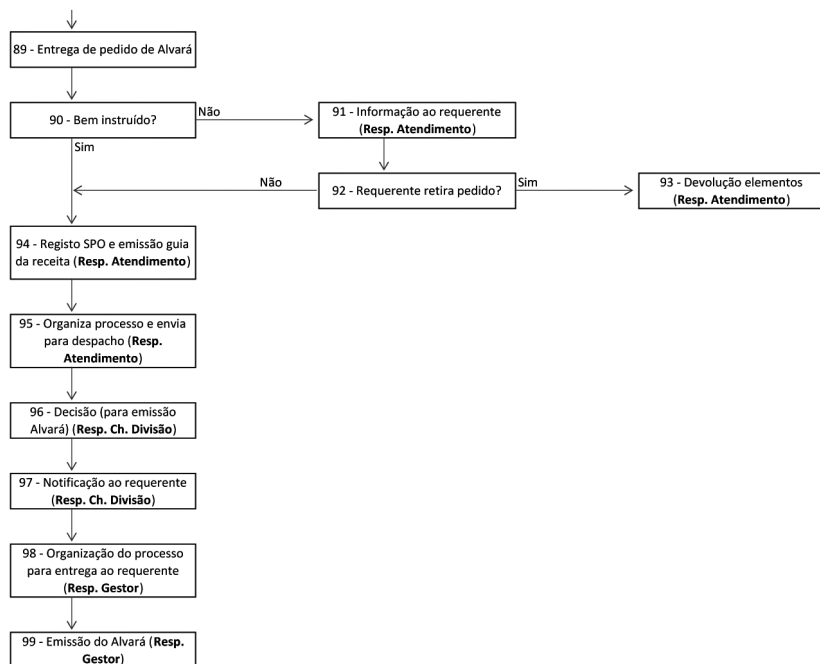 89 - Entrega de pedido de Alvará
90 - Bem instruído?
Não
91 - Informação ao requerente
(Resp. Atendimento)
Sim
Não
92 - Requerente retira pedido?
Sim
93 - Devolução elementos
(Resp. Atendimento)
94 - Registo SPO e emissão guia
da receita (Resp. Atendimento)
95 - Organiza processo e envia
para despacho (Resp.
Atendimento)
96 - Decisão (para emissão
Alvará) (Resp. Ch. Divisão)
97 - Notificação ao requerente
(Resp. Ch. Divisão)
98 - Organização do processo
para entrega ao requerente
(Resp. Gestor)
99 - Emissão do Alvará (Resp.
Gestor)